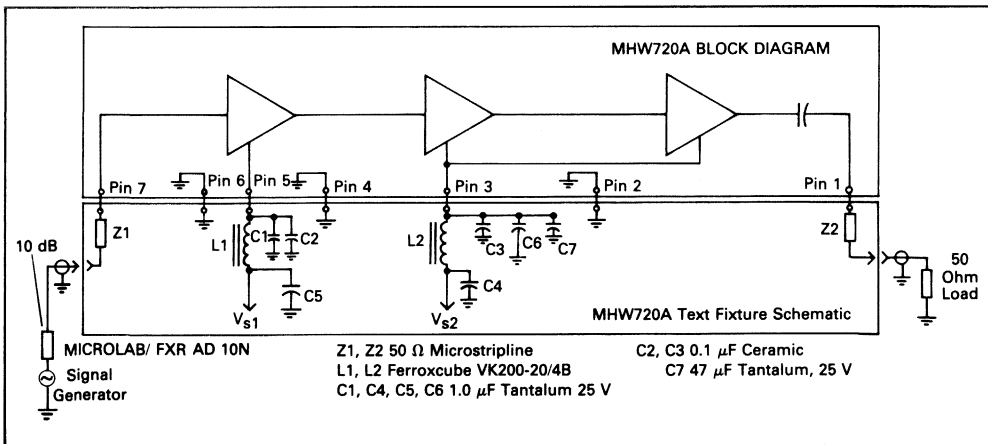 MHW720A BLOCK DIAGRAM
Pin 7
Pin 6
Pin 5
Pin 4
Pin 3
Pin 2
Pin 1
Z1
L1
C1
C2
C5
Vs1
L2
C3
C6
C7
C4
Vs2
Z2
10 dB
50
Ohm
Load
MHW720A Text Fixture Schematic
MICROLAB/ FXR AD 10N
Signal
Generator
Z1, Z2 50 Ω Microstripline
L1, L2 Ferroxcube VK200-20/4B
C1, C4, C5, C6 1.0 μF Tantalum 25 V
C2, C3 0.1 μF Ceramic
C7 47 μF Tantalum, 25 V